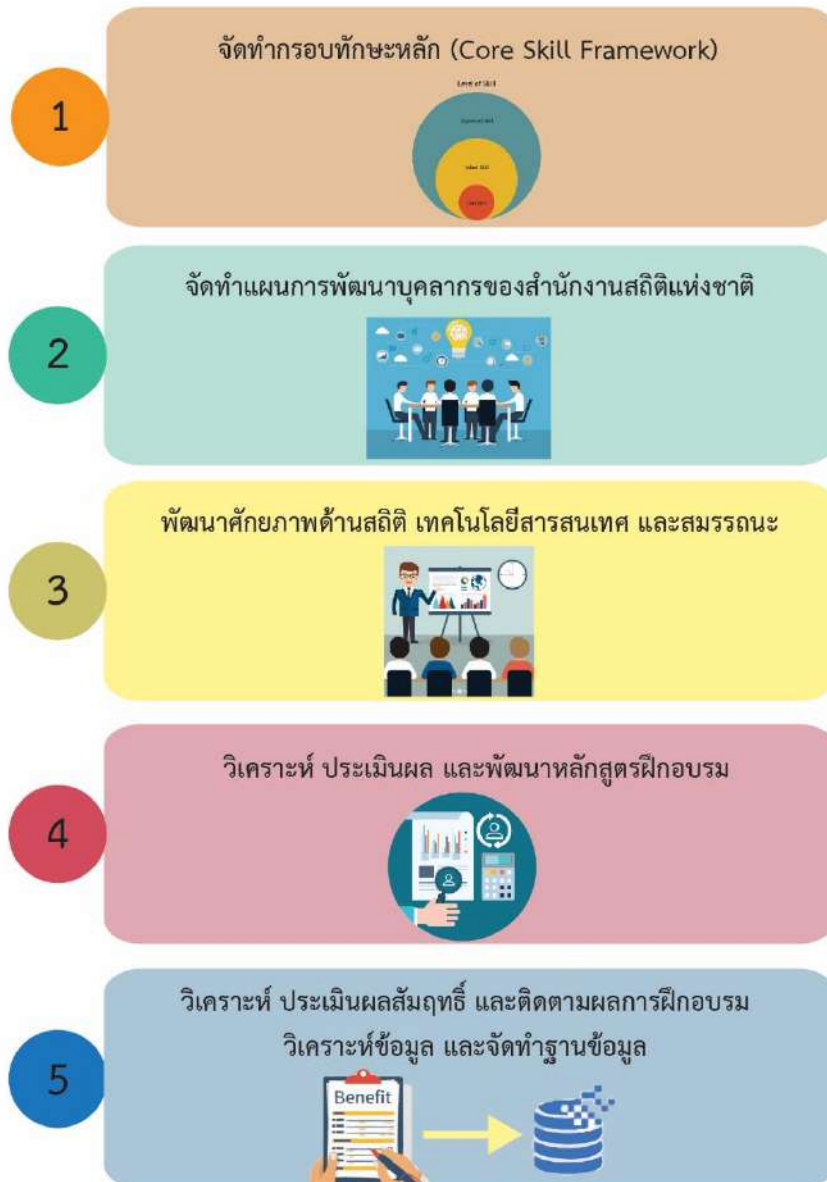 1
จัดทำกรอบทักษะหลัก (Core Skill Framework)
Level of Skill
2
จัดทำแผนการพัฒนาบุคลากรของสำนักงานสถิติแห่งชาติ
3
พัฒนาศักยภาพด้านสถิติ เทคโนโลยีสารสนเทศ และสมรรถนะ
4
วิเคราะห์ ประเมินผล และพัฒนาหลักสูตรฝึกอบรม
5
วิเคราะห์ ประเมินผลสัมฤทธิ์ และติดตามผลการฝึกอบรม
วิเคราะห์ข้อมูล และจัดทำฐานข้อมูล
Benefit